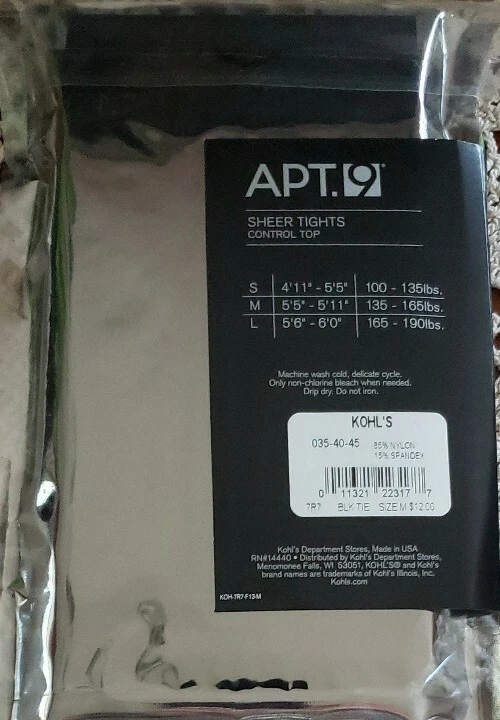 APT.9®
SHEER TIGHTS
CONTROL TOP
S 4'11" - 5'5" 100 - 135lbs.
M 5'5" - 5'11" 135 - 165lbs.
L 5'6" - 6'0" 165 - 190lbs.
Machine wash cold, delicate cycle.
Only non-chlorine bleach when needed.
Drip dry. Do not iron.
KOHL'S
035-40-45 85% NYLON
15% SPANDEX
0 11321 22317 7
7R7 BLK TIE SIZE M $12.00
Kohl's Department Stores, Made in USA
RN#14440 • Distributed by Kohl's Department Stores,
Menomonee Falls, WI 53051, KOHL'S® and Kohl's
brand names are trademarks of Kohl's Illinois, Inc.
Kohls.com
KOH-7R7-F13-M